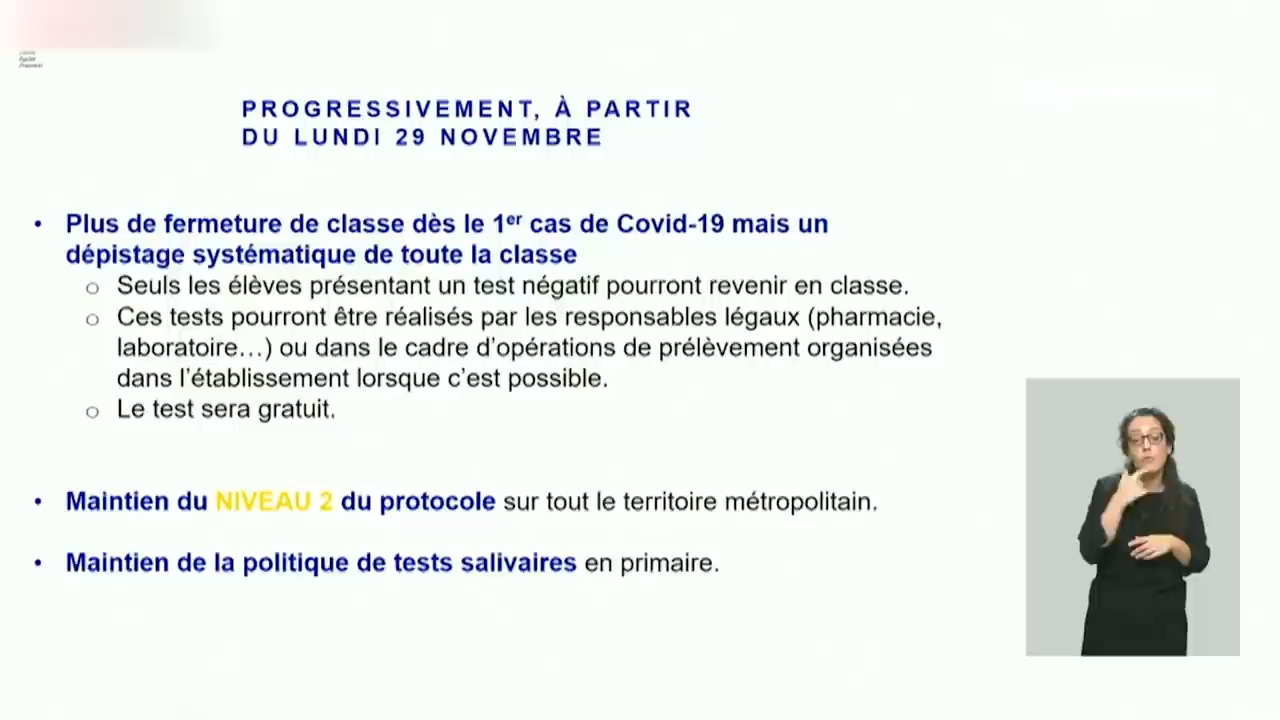 Liberté
Égalité
Fraternité
PROGRESSIVEMENT, À PARTIR
DU LUNDI 29 NOVEMBRE
• Plus de fermeture de classe dès le 1er cas de Covid-19 mais un
dépistage systématique de toute la classe
o Seuls les élèves présentant un test négatif pourront revenir en classe.
o Ces tests pourront être réalisés par les responsables légaux (pharmacie,
laboratoire…) ou dans le cadre d’opérations de prélèvement organisées
dans l’établissement lorsque c’est possible.
o Le test sera gratuit.
• Maintien du NIVEAU 2 du protocole sur tout le territoire métropolitain.
• Maintien de la politique de tests salivaires en primaire.